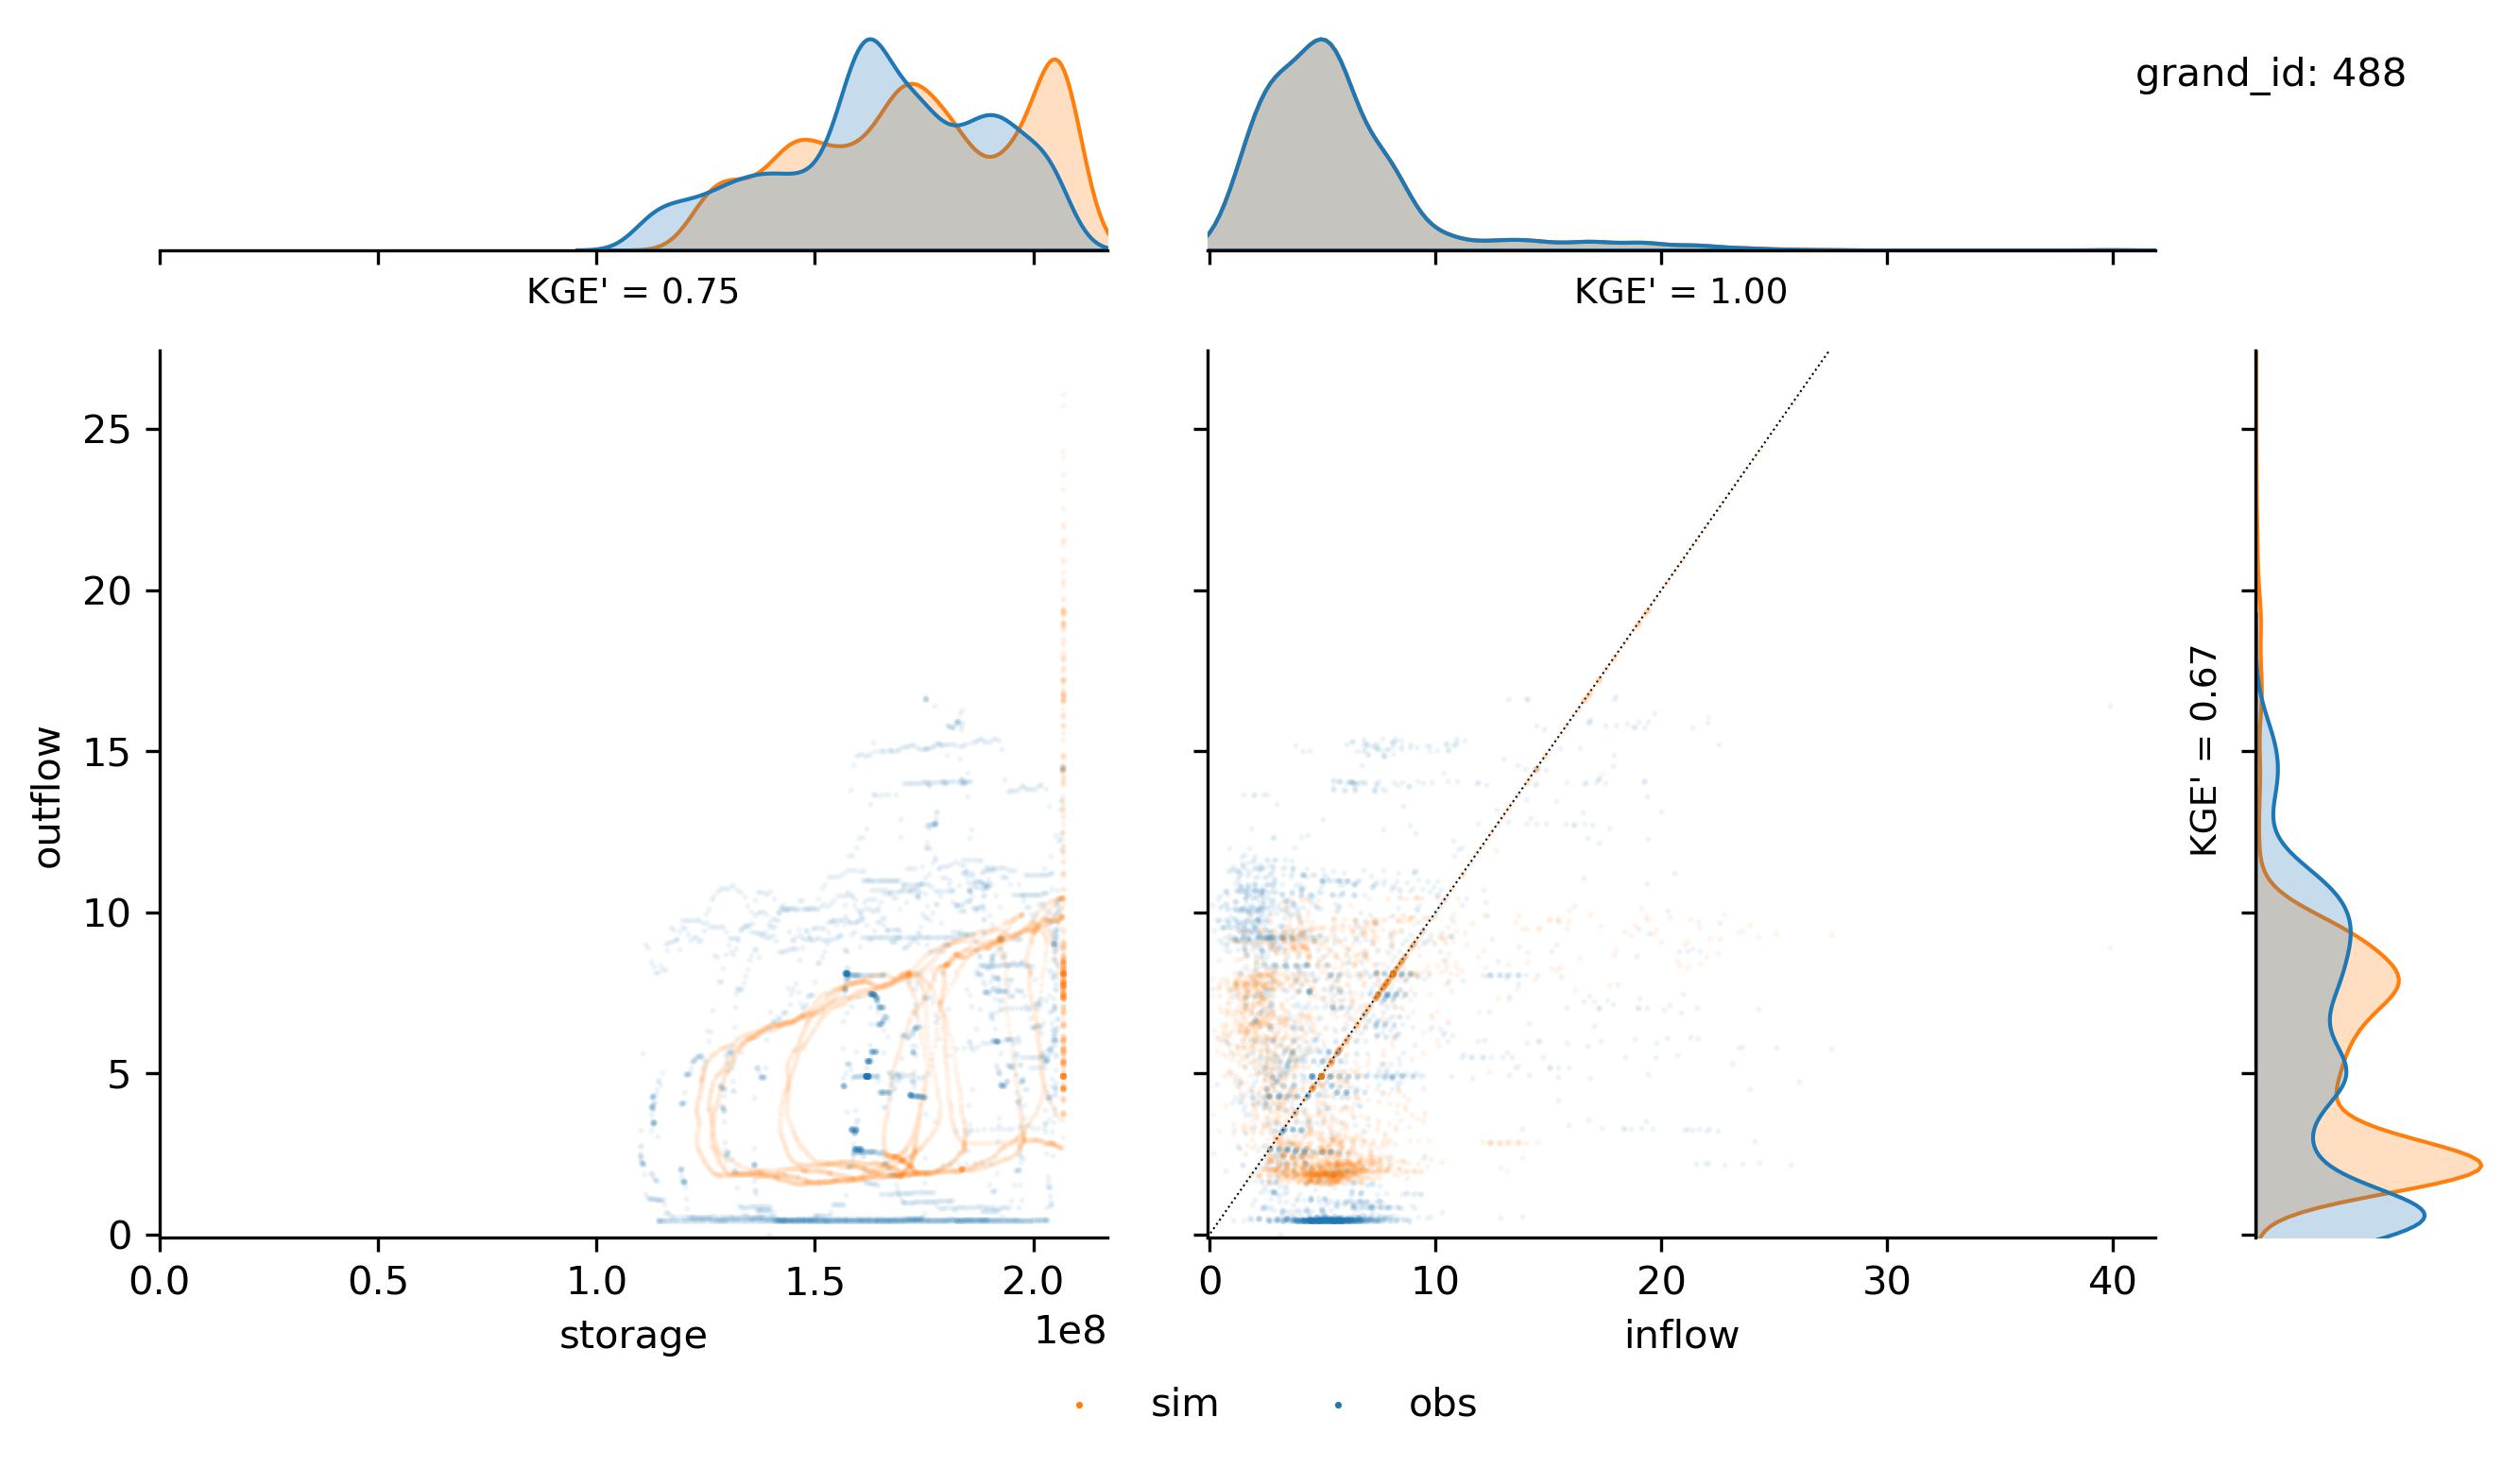 grand_id: 488
KGE' = 0.75
KGE' = 1.00
25
20
15
10
5
0
outflow
KGE' = 0.67
0.0 0.5 1.0 1.5 2.0
1e8
storage
0 10 20 30 40
inflow
sim obs